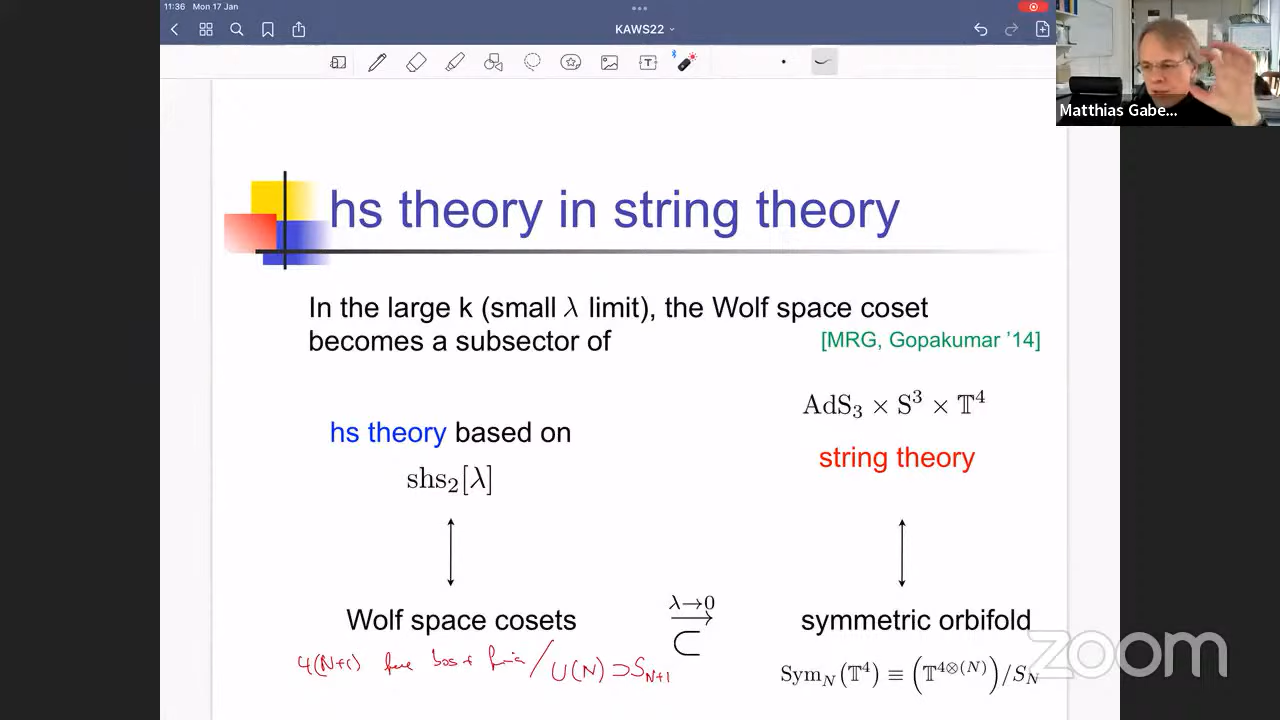 11:36 Mon 17 Jan
KAWS22
Matthias Gabe...
hs theory in string theory
In the large k (small λ limit), the Wolf space coset
becomes a subsector of
[MRG, Gopakumar '14]
AdS₃ × S³ × 𝕋⁴
hs theory based on
string theory
shs₂[λ]
Wolf space cosets
λ→0
⊂
symmetric orbifold
4(N+1) free bos + / U(N) ⊃ S_{N+1}
Sym_N(𝕋⁴) ≡ (𝕋^{4⊗(N)})/S_N
zoom